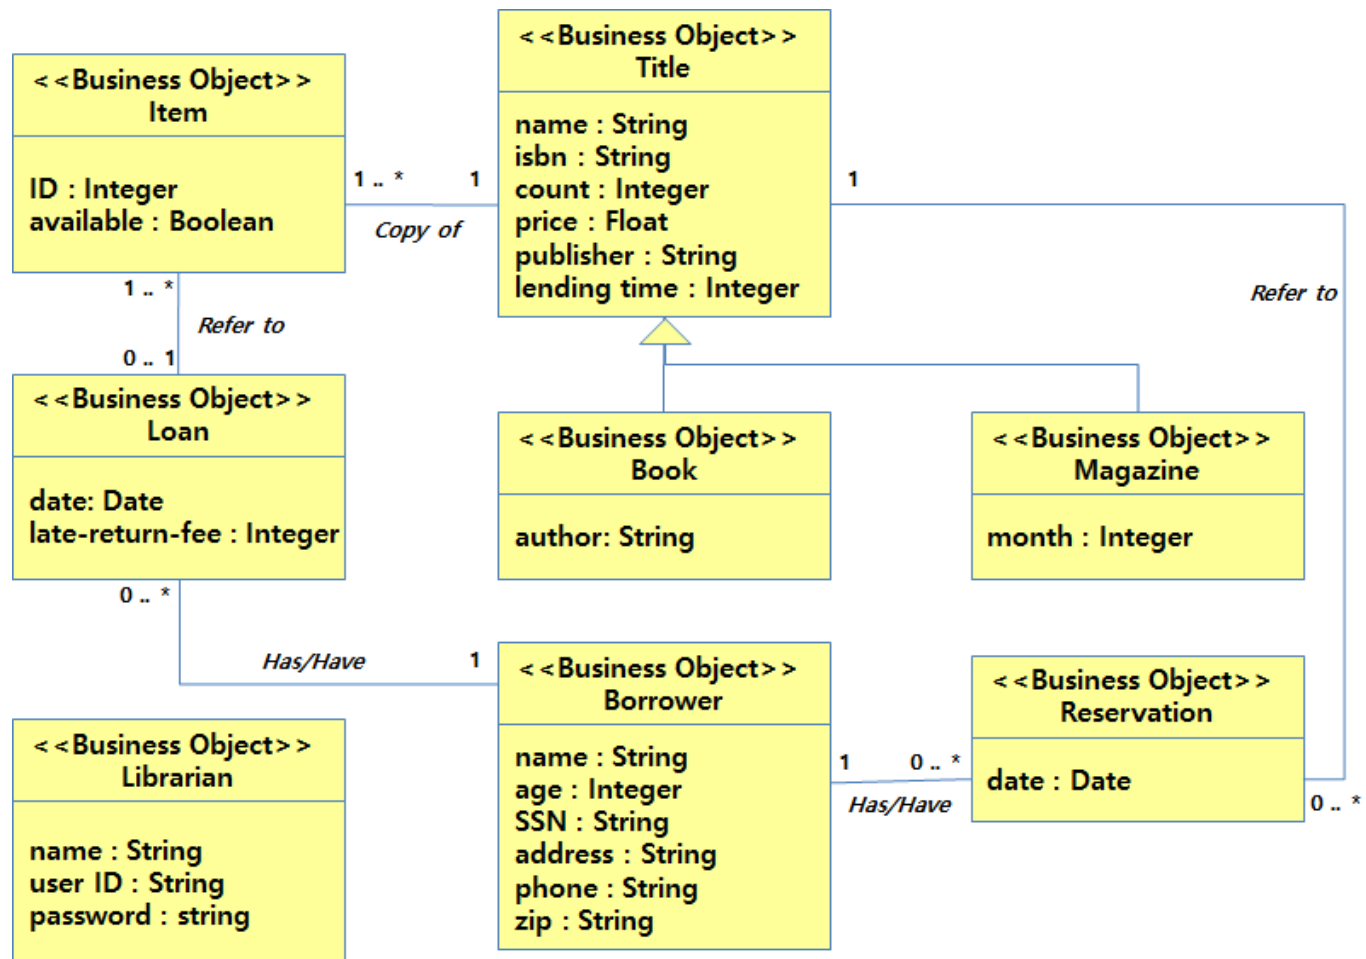 <<Business Object>>
Title
name : String
isbn : String
count : Integer
price : Float
publisher : String
lending time : Integer
<<Business Object>>
Item
ID : Integer
available : Boolean
1 .. *
1
Copy of
1
Refer to
1 .. *
Refer to
0 .. 1
<<Business Object>>
Loan
date: Date
late-return-fee : Integer
<<Business Object>>
Book
author: String
<<Business Object>>
Magazine
month : Integer
0 .. *
Has/Have
1
<<Business Object>>
Borrower
name : String
age : Integer
SSN : String
address : String
phone : String
zip : String
<<Business Object>>
Reservation
date : Date
1
0 .. *
Has/Have
0 .. *
<<Business Object>>
Librarian
name : String
user ID : String
password : string